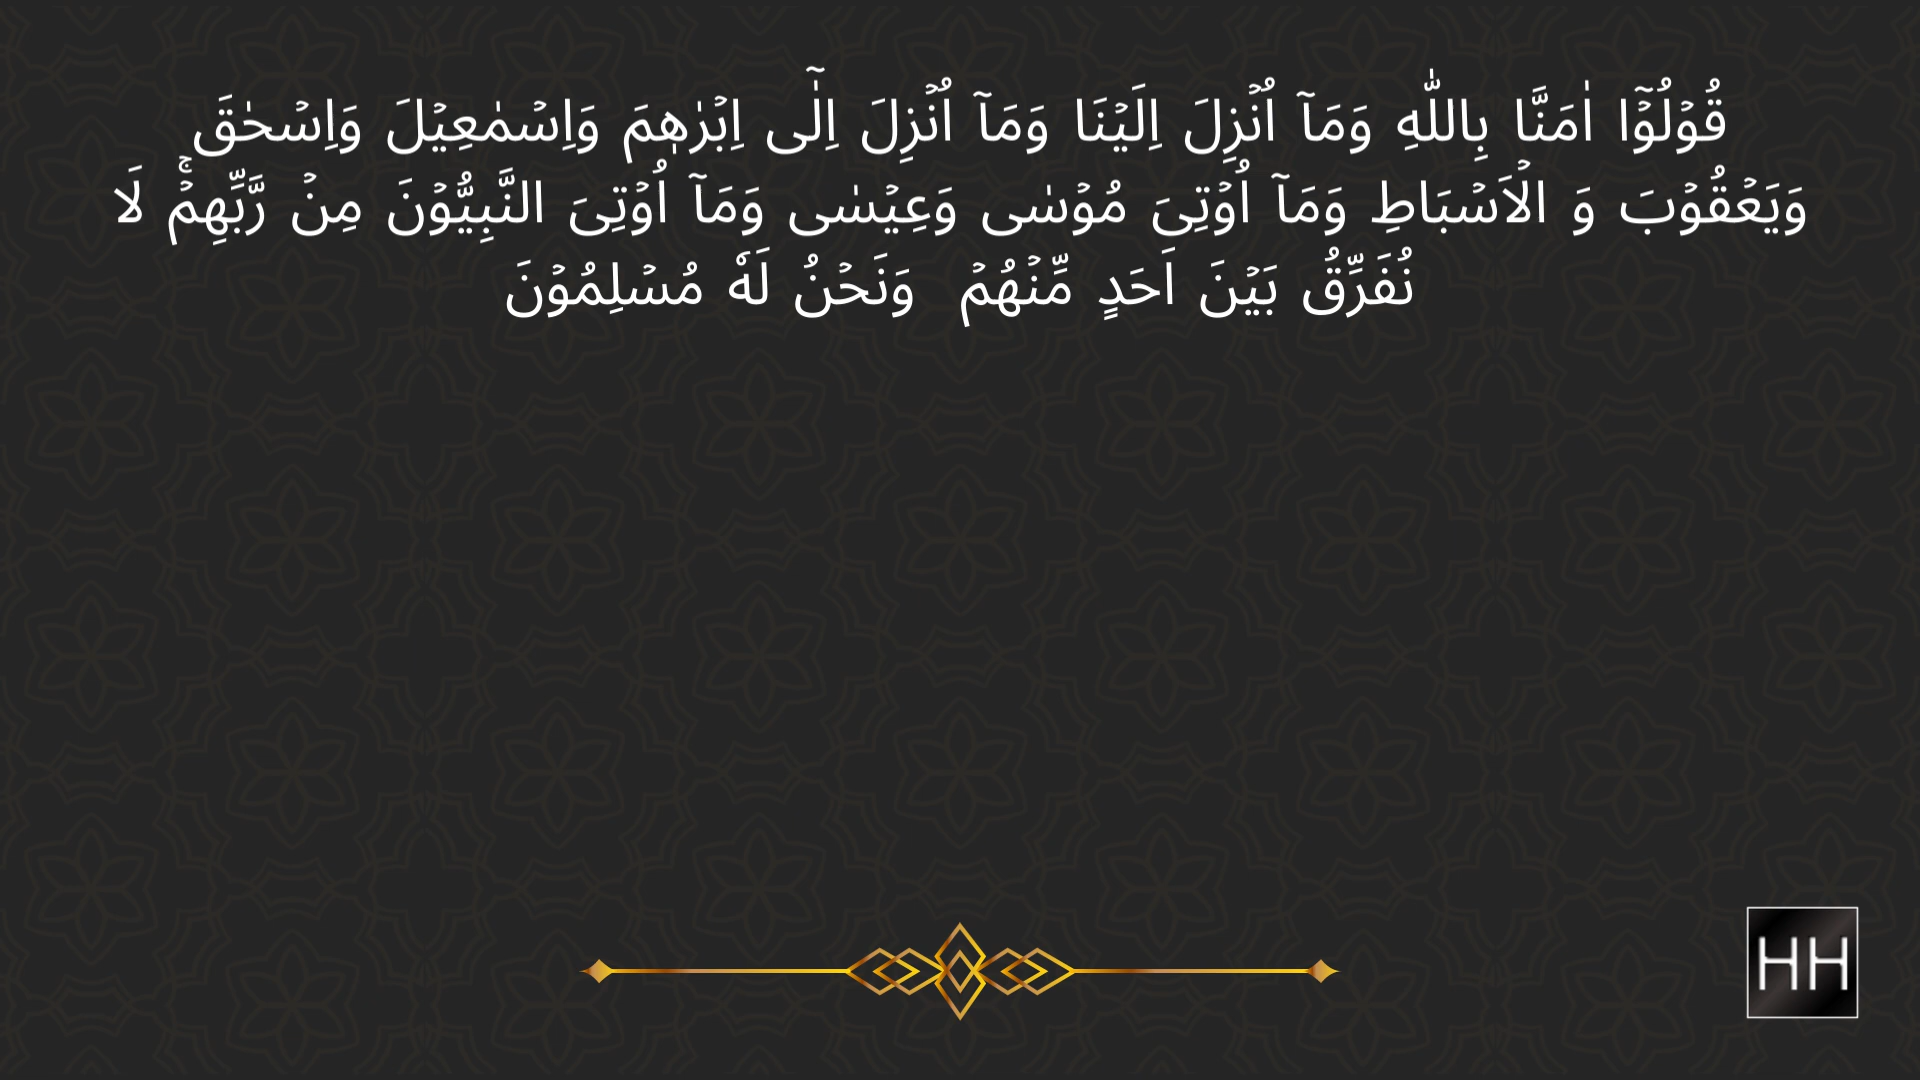 قُوْلُوْٓا اٰمَنَّا بِاللّٰهِ وَمَآ اُنْزِلَ اِلَيْنَا وَمَآ اُنْزِلَ اِلٰٓى اِبْرٰهٖمَ وَاِسْمٰعِيْلَ وَاِسْحٰقَ
وَيَعْقُوْبَ وَ الْاَسْبَاطِ وَمَآ اُوْتِىَ مُوْسٰى وَعِيْسٰى وَمَآ اُوْتِىَ النَّبِيُّوْنَ مِنْ رَّبِّهِمْۚ لَا
نُفَرِّقُ بَيْنَ اَحَدٍ مِّنْهُمْ وَنَحْنُ لَهٗ مُسْلِمُوْنَ
HH